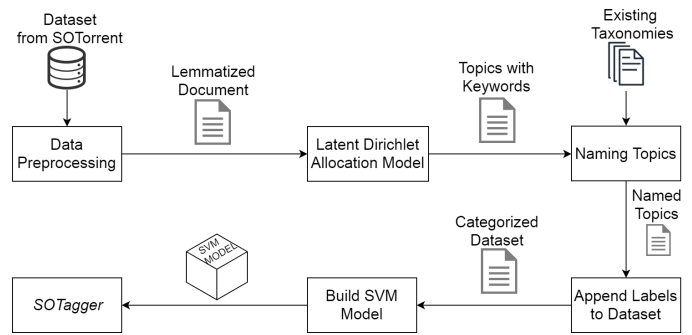 Dataset
from SOTorrent
Existing
Taxonomies
Lemmatized
Document
Topics with
Keywords
Data
Preprocessing
Latent Dirichlet
Allocation Model
Naming Topics
Named
Topics
Categorized
Dataset
SVM
MODEL
SOTagger
Build SVM
Model
Append Labels
to Dataset